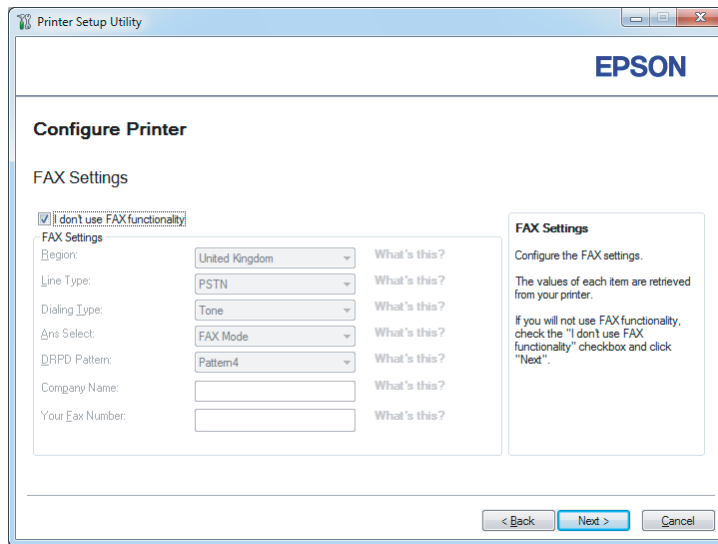 Printer Setup Utility
EPSON
Configure Printer
FAX Settings
I don't use FAX functionality
FAX Settings
Region:
United Kingdom
What's this?
Line Type:
PSTN
What's this?
Dialing Type:
Tone
What's this?
Ans Select:
FAX Mode
What's this?
DRPD Pattern:
Pattern4
What's this?
Company Name:
What's this?
Your Fax Number:
What's this?
FAX Settings
Configure the FAX settings.
The values of each item are retrieved
from your printer.
If you will not use FAX functionality,
check the "I don't use FAX
functionality" checkbox and click
"Next".
< Back
Next >
Cancel